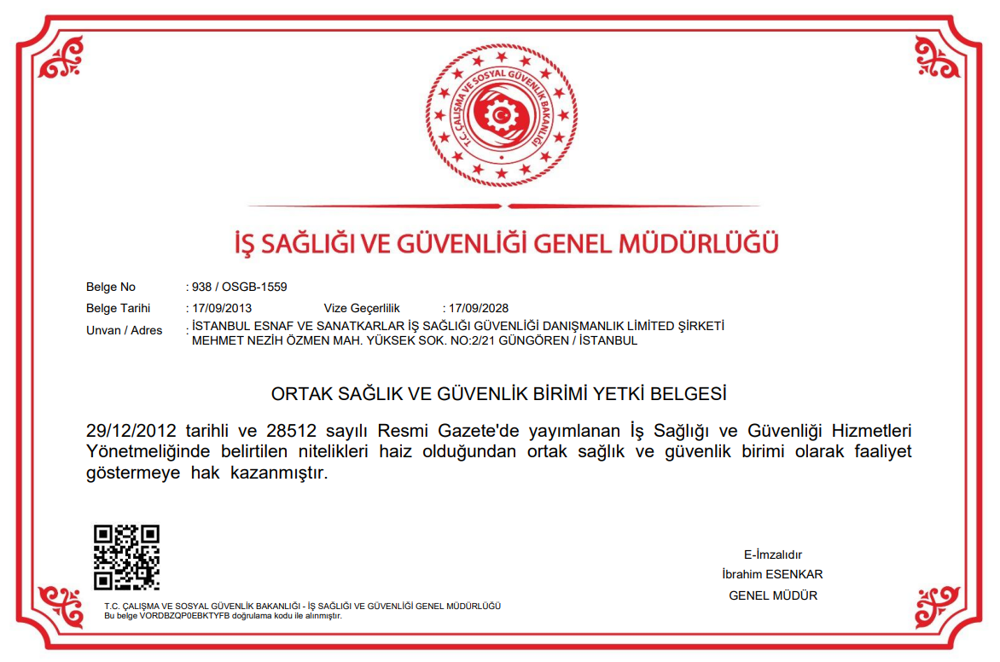 T.C. ÇALIŞMA VE SOSYAL GÜVENLİK BAKANLIĞI
İŞ SAĞLIĞI VE GÜVENLİĞİ GENEL MÜDÜRLÜĞÜ
Belge No : 938 / OSGB-1559
Belge Tarihi : 17/09/2013 Vize Geçerlilik : 17/09/2028
Unvan / Adres : İSTANBUL ESNAF VE SANATKARLAR İŞ SAĞLIĞI GÜVENLİĞİ DANIŞMANLIK LİMİTED ŞİRKETİ
MEHMET NEZİH ÖZMEN MAH. YÜKSEK SOK. NO:2/21 GÜNGÖREN / İSTANBUL
ORTAK SAĞLIK VE GÜVENLİK BİRİMİ YETKİ BELGESİ
29/12/2012 tarihli ve 28512 sayılı Resmi Gazete'de yayımlanan İş Sağlığı ve Güvenliği Hizmetleri
Yönetmeliğinde belirtilen nitelikleri haiz olduğundan ortak sağlık ve güvenlik birimi olarak faaliyet
göstermeye hak kazanmıştır.
E-İmzalıdır
İbrahim ESENKAR
GENEL MÜDÜR
T.C. ÇALIŞMA VE SOSYAL GÜVENLİK BAKANLIĞI - İŞ SAĞLIĞI VE GÜVENLİĞİ GENEL MÜDÜRLÜĞÜ
Bu belge VORDBZQP0EBKTYFB doğrulama kodu ile alınmıştır.